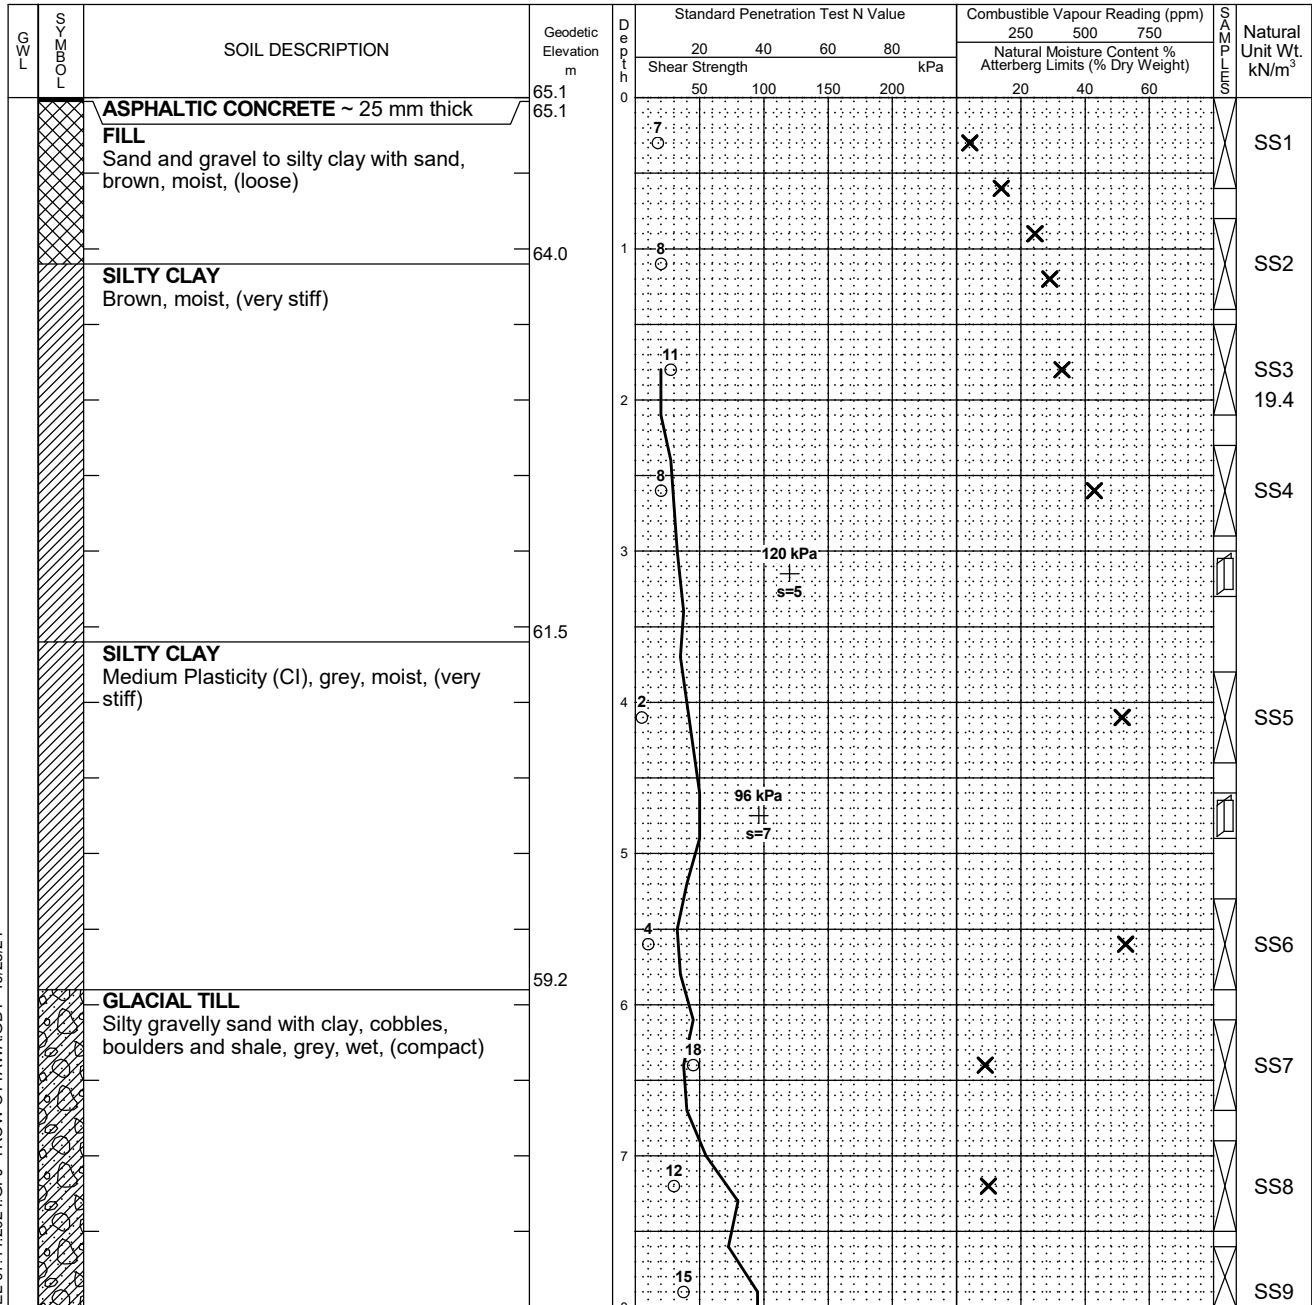 GWL
SYMBOL
SOIL DESCRIPTION
Geodetic
Elevation
m
Depth
Standard Penetration Test N Value
20 40 60 80
Shear Strength kPa
50 100 150 200
Combustible Vapour Reading (ppm)
250 500 750
Natural Moisture Content %
Atterberg Limits (% Dry Weight)
20 40 60
SAMPLES
Natural
Unit Wt.
kN/m³
65.1
0
ASPHALTIC CONCRETE ~ 25 mm thick
65.1
FILL
Sand and gravel to silty clay with sand,
brown, moist, (loose)
7
SS1
64.0
1
8
SS2
SILTY CLAY
Brown, moist, (very stiff)
11
SS3
2
19.4
8
SS4
3
120 kPa
s=5
61.5
SILTY CLAY
Medium Plasticity (CI), grey, moist, (very
stiff)
4
2
SS5
96 kPa
s=7
5
4
SS6
59.2
GLACIAL TILL
Silty gravelly sand with clay, cobbles,
boulders and shale, grey, wet, (compact)
6
18
SS7
7
12
SS8
15
SS9